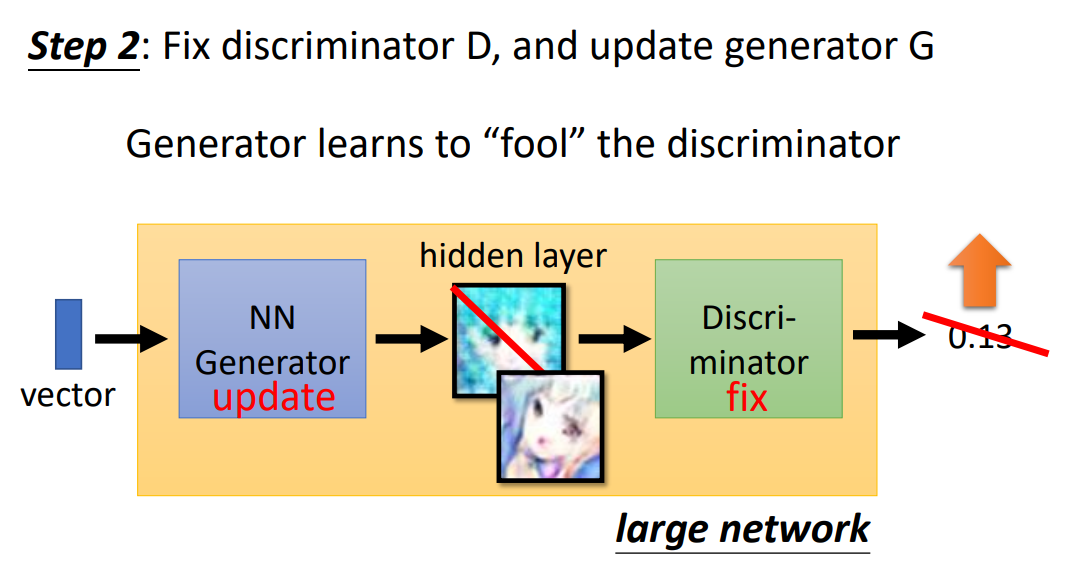 Step 2: Fix discriminator D, and update generator G
Generator learns to “fool” the discriminator
hidden layer
NN
Generator
update
Discri-
minator
fix
0.13
vector
large network